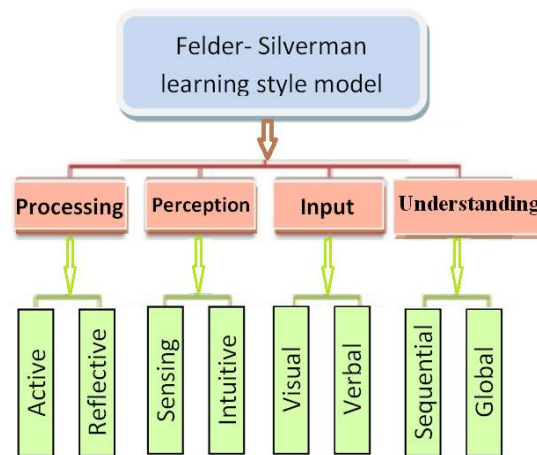 Felder- Silverman
learning style model
Processing
Perception
Input
Understanding
Active
Reflective
Sensing
Intuitive
Visual
Verbal
Sequential
Global